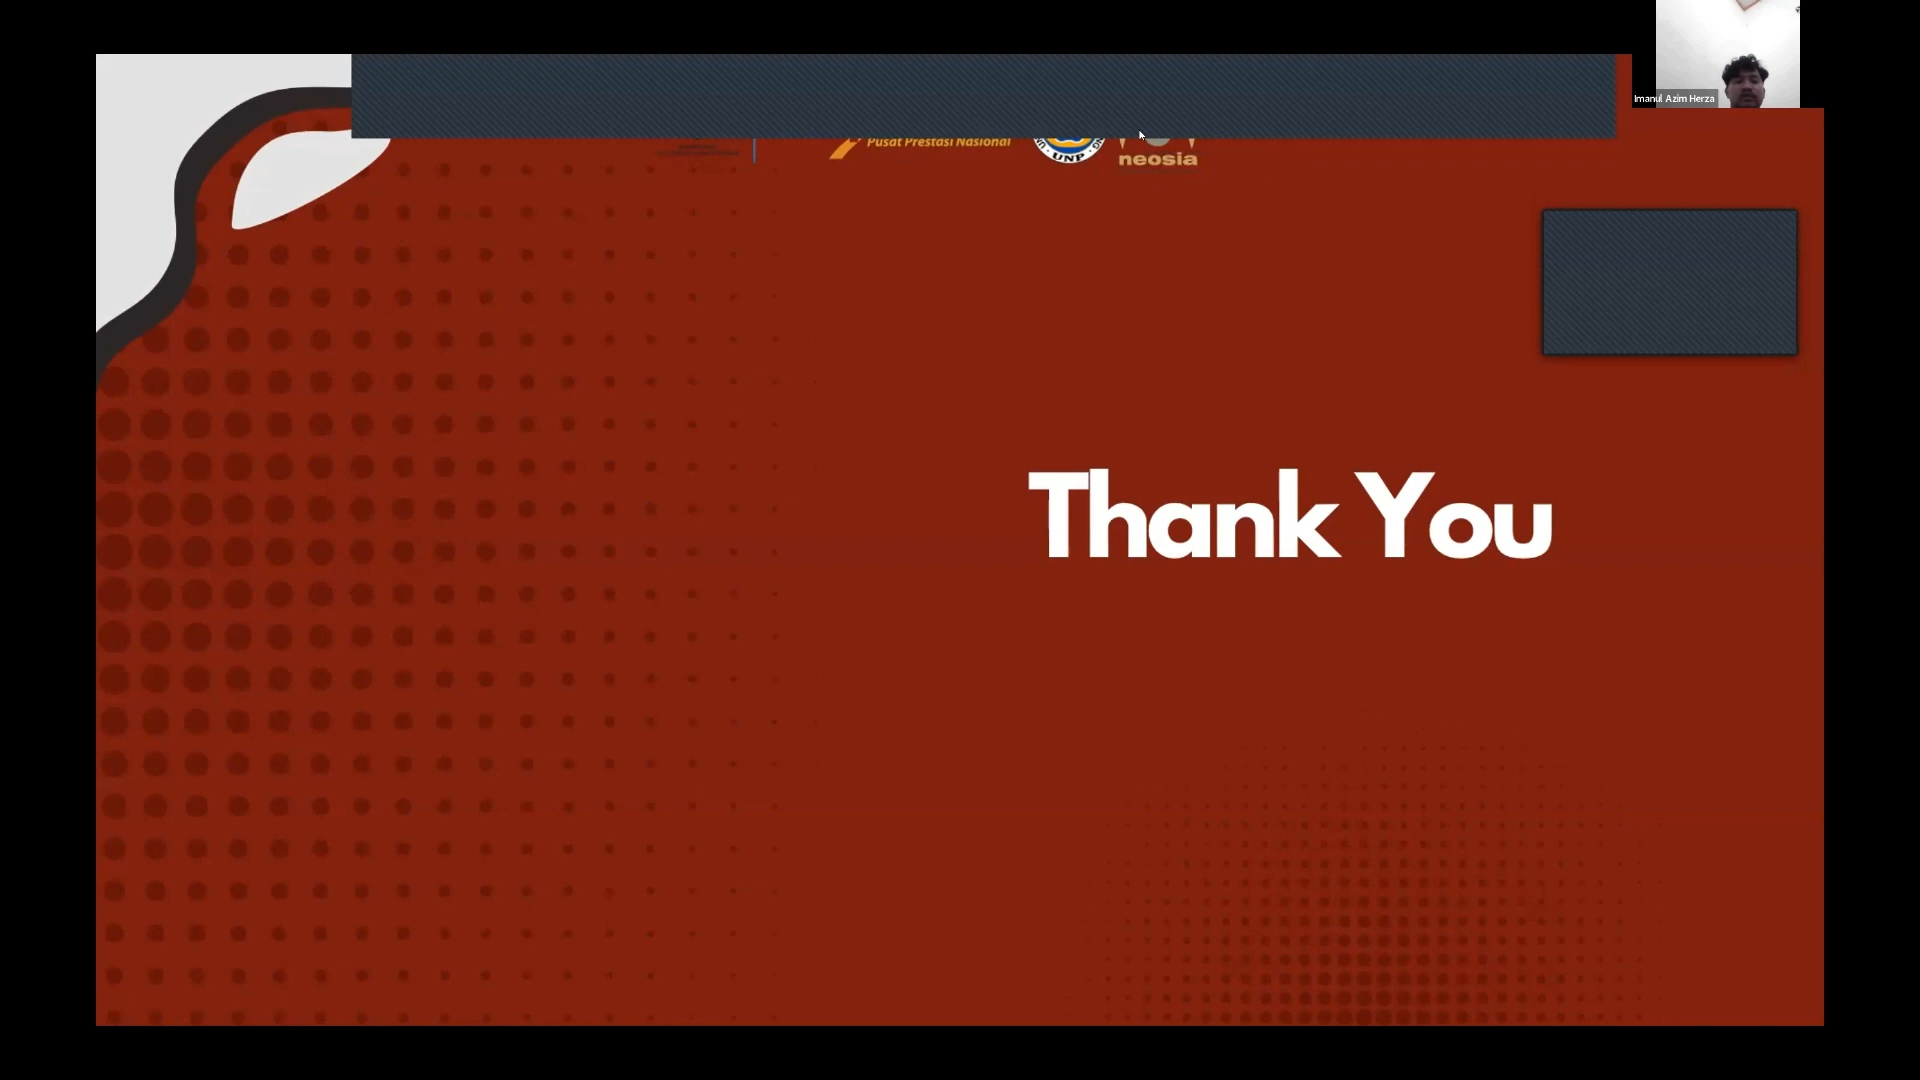 Imanul Azim Herza
Pusat Prestasi Nasional
UNP
neosia
Thank You